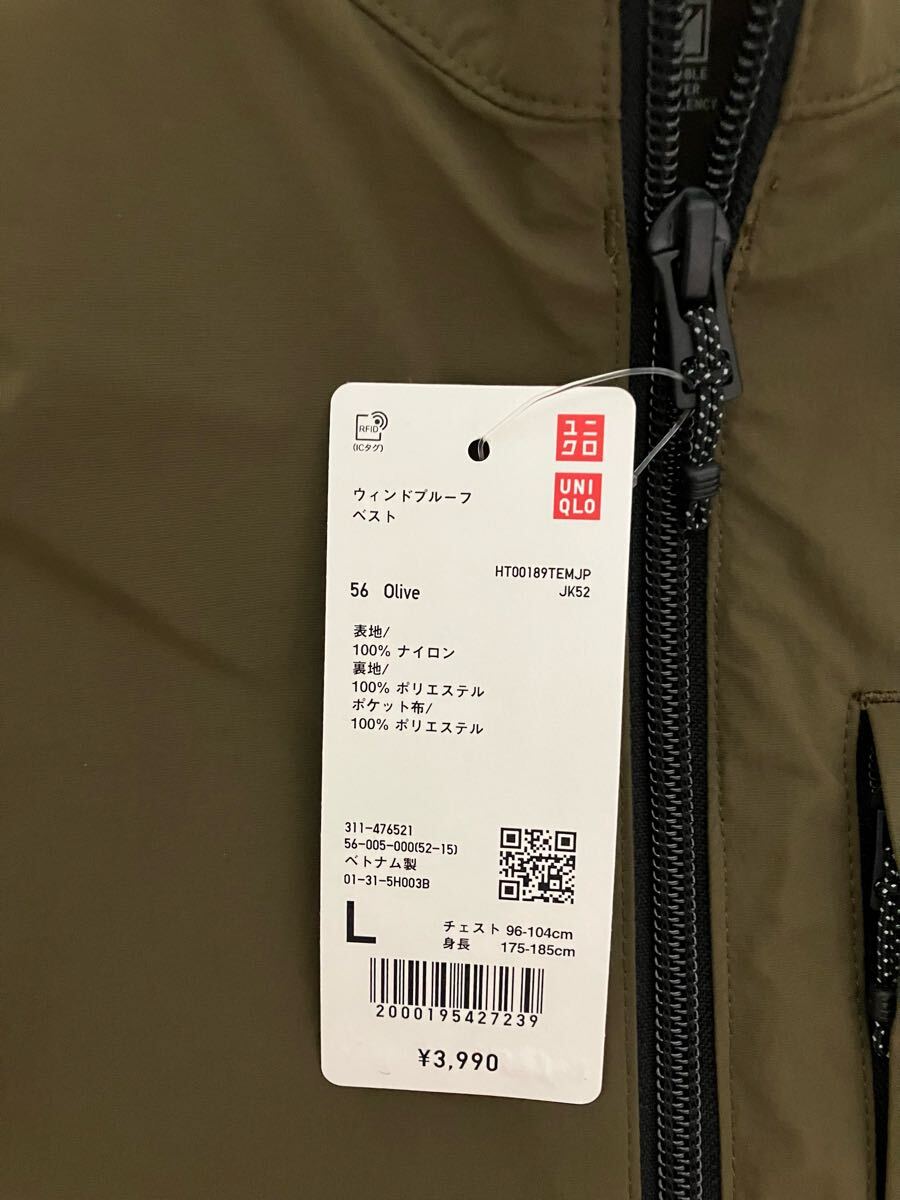 RFID
(ICタグ)
ユニ
クロ
UNI
QLO
ウィンドプルーフ
ベスト
HT00189TEMJP
56 Olive
JK52
表地/
100% ナイロン
裏地/
100% ポリエステル
ポケット布/
100% ポリエステル
311-476521
56-005-000(52-15)
ベトナム製
01-31-5H003B
L
チェスト 96-104cm
身長 175-185cm
2000195427239
¥3,990